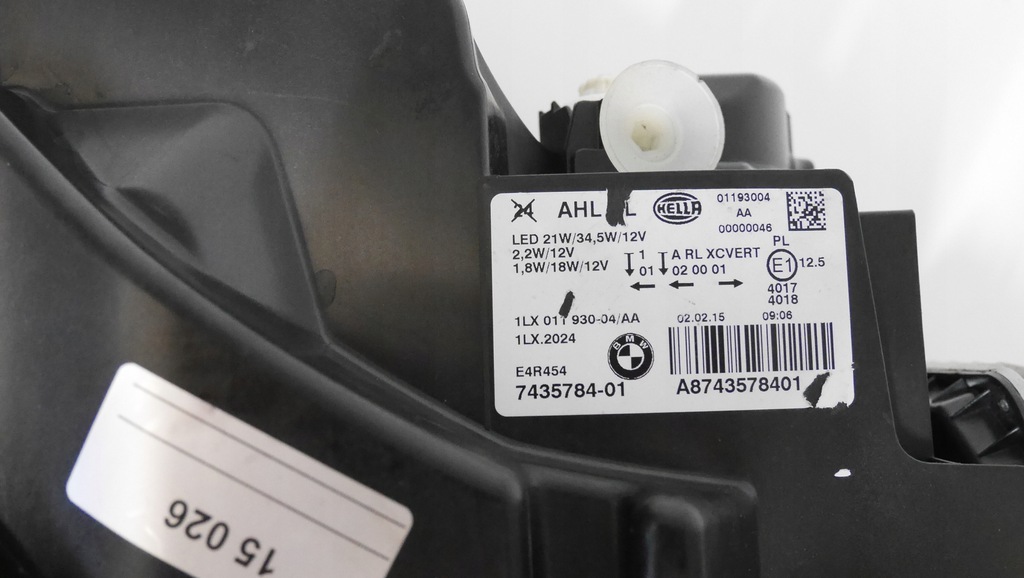 24 AHL L HELLA 01193004
AA
00000046
LED 21W/34,5W/12V
2,2W/12V
1,8W/18W/12V
1 A RL XCVERT
01 02 00 01
PL
E1 12.5
4017
4018
1LX 011 930-04/AA
1LX.2024
02.02.15 09:06
BMW
E4R454
7435784-01
A8743578401
15 026